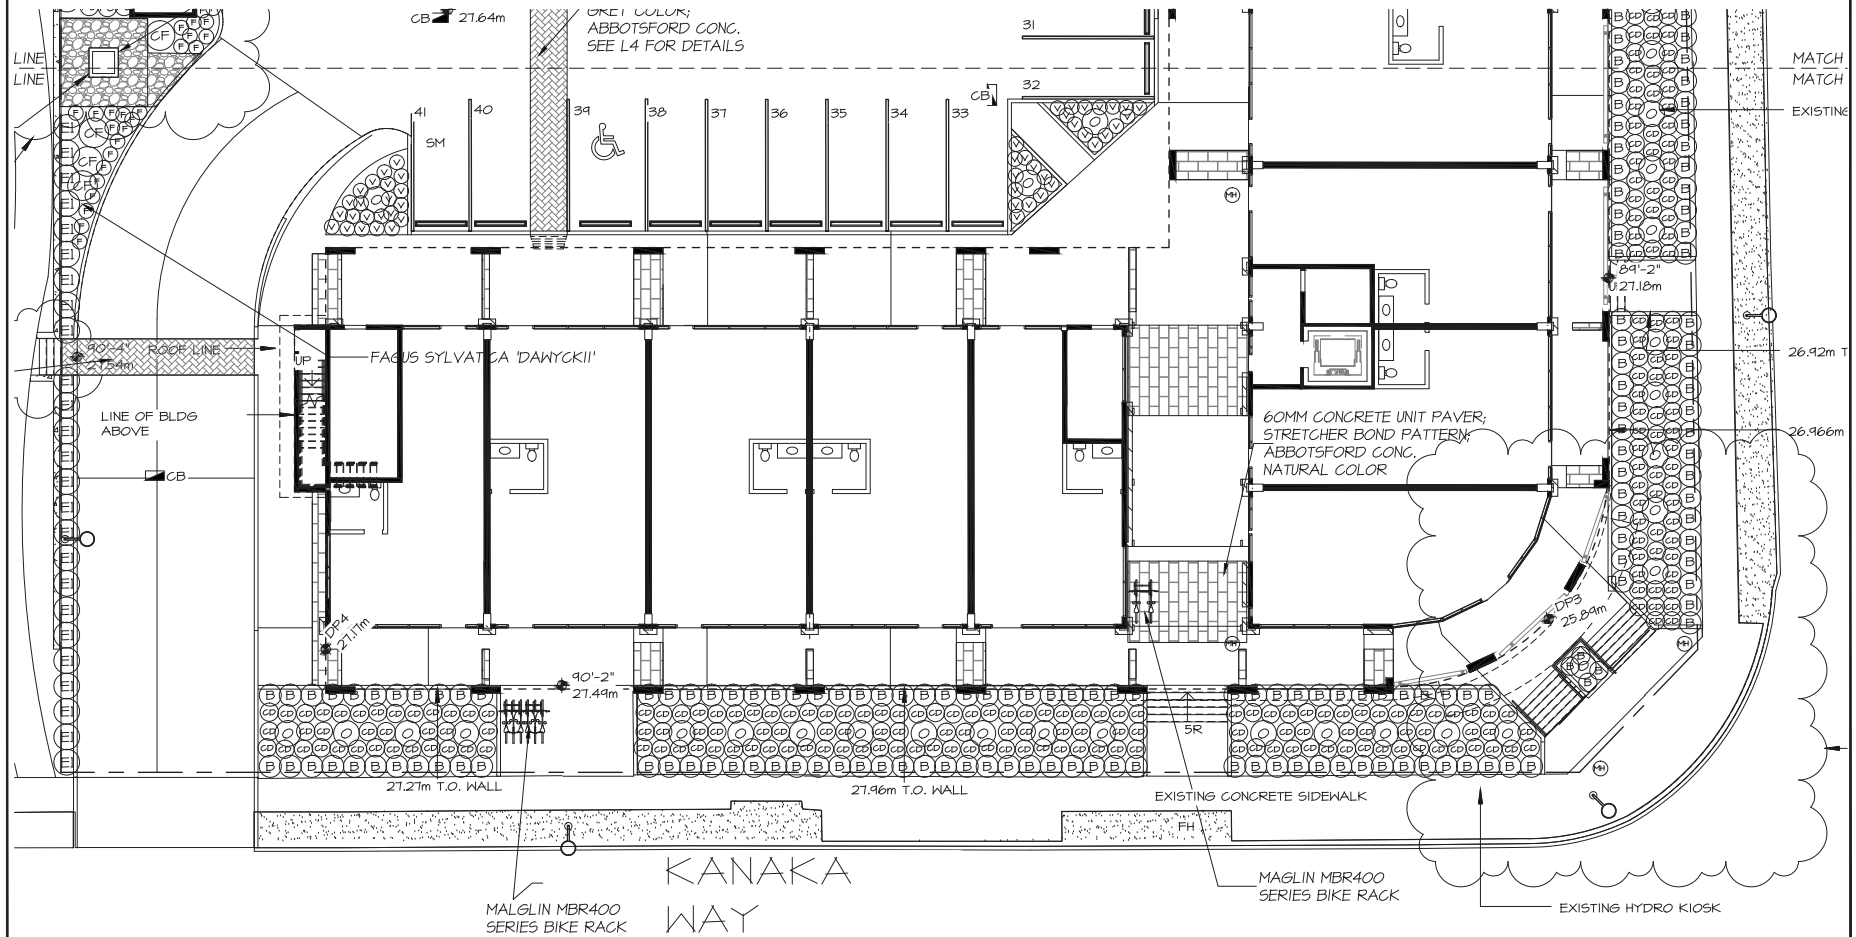 GREY COLOR;
ABBOTSFORD CONC.
SEE L4 FOR DETAILS
CB 27.64m
LINE
LINE
MATCH
MATCH
EXISTING
31
32
CB
41
40
39
38
37
36
35
34
33
SM
MH
89'-2"
27.18m
90'-4"
27.54m
ROOF LINE
UP
FAGUS SYLVATICA 'DAWYCKII'
26.92m T
LINE OF BLDG
ABOVE
60MM CONCRETE UNIT PAVER;
STRETCHER BOND PATTERN;
ABBOTSFORD CONC.
NATURAL COLOR
26.966m
CB
DP4
27.17m
DP3
25.89m
MH
MH
90'-2"
27.49m
5R
MH
27.27m T.O. WALL
27.96m T.O. WALL
EXISTING CONCRETE SIDEWALK
FH
KANAKA
WAY
MALGLIN MBR400
SERIES BIKE RACK
MAGLIN MBR400
SERIES BIKE RACK
EXISTING HYDRO KIOSK